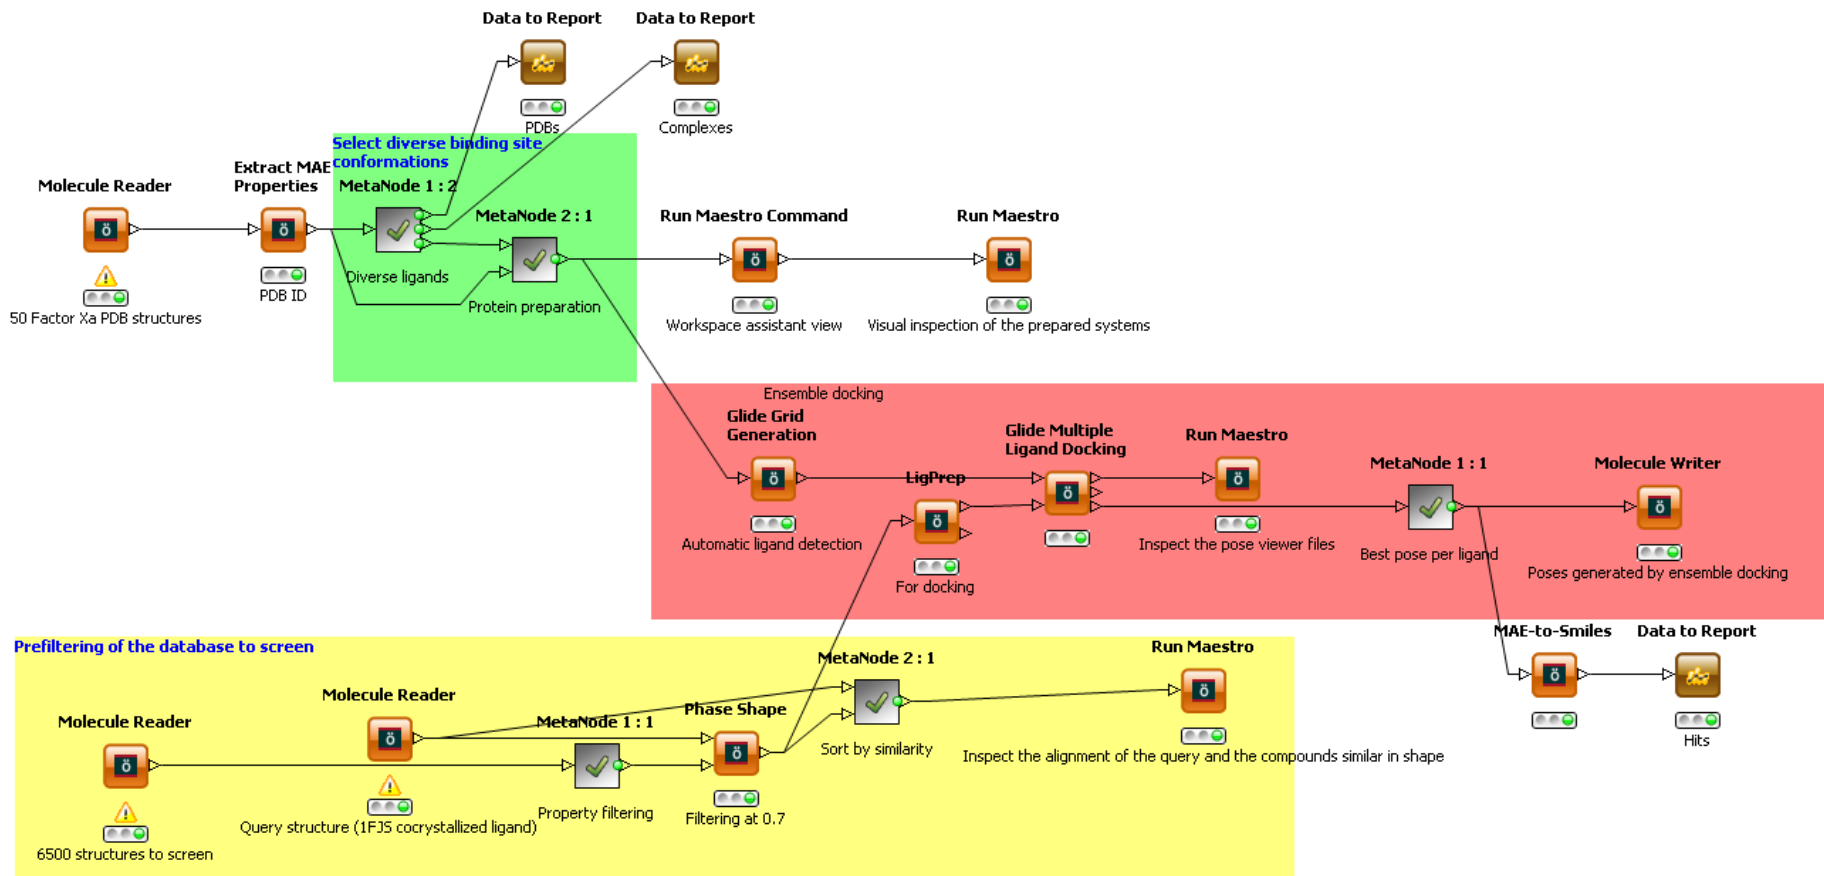 Data to Report
Data to Report
PDBs
Complexes
Select diverse binding site
conformations
Molecule Reader
Extract MAE
Properties
MetaNode 1 : 2
MetaNode 2 : 1
Run Maestro Command
Run Maestro
Diverse ligands
PDB ID
Protein preparation
50 Factor Xa PDB structures
Workspace assistant view
Visual inspection of the prepared systems
Ensemble docking
Glide Grid
Generation
Glide Multiple
Ligand Docking
Run Maestro
MetaNode 1 : 1
Molecule Writer
LigPrep
Automatic ligand detection
Inspect the pose viewer files
Best pose per ligand
Poses generated by ensemble docking
For docking
MAE-to-Smiles
Data to Report
Hits
Prefiltering of the database to screen
MetaNode 2 : 1
Run Maestro
Molecule Reader
Molecule Reader
MetaNode 1 : 1
Phase Shape
Sort by similarity
Inspect the alignment of the query and the compounds similar in shape
Property filtering
Filtering at 0.7
Query structure (1FJS cocrystallized ligand)
6500 structures to screen